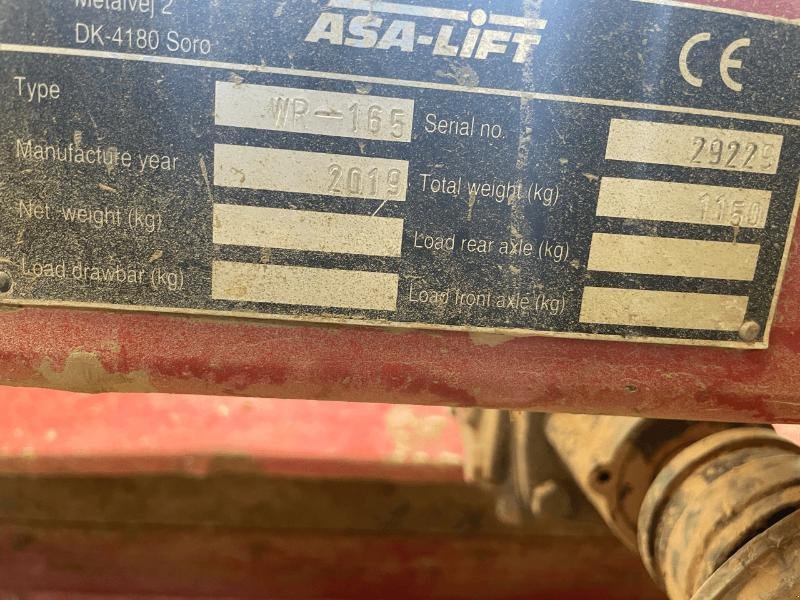 Metalvej 2
DK-4180 Soro
ASA-LIFT
CE
Type WR-165 Serial no. 29229
Manufacture year 2019 Total weight (kg) 1150
Net. weight (kg) Load rear axle (kg)
Load drawbar (kg) Load front axle (kg)